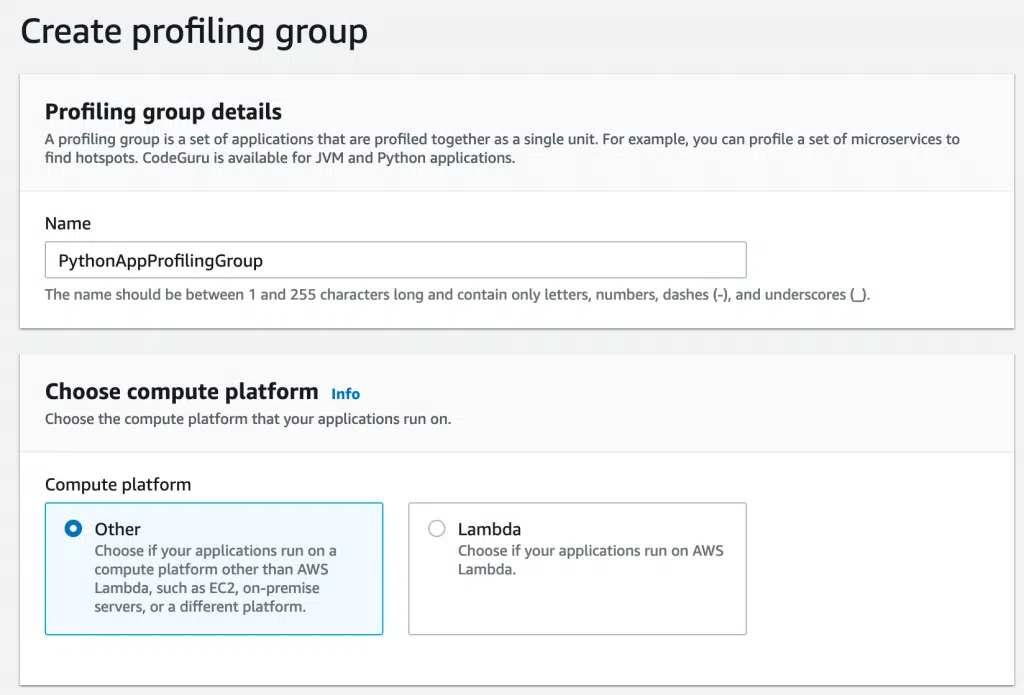 Create profiling group
Profiling group details
A profiling group is a set of applications that are profiled together as a single unit. For example, you can profile a set of microservices to
find hotspots. CodeGuru is available for JVM and Python applications.
Name
PythonAppProfilingGroup
The name should be between 1 and 255 characters long and contain only letters, numbers, dashes (-), and underscores (_).
Choose compute platform Info
Choose the compute platform that your applications run on.
Compute platform
Other
Choose if your applications run on a
compute platform other than AWS
Lambda, such as EC2, on-premise
servers, or a different platform.
Lambda
Choose if your applications run on AWS
Lambda.